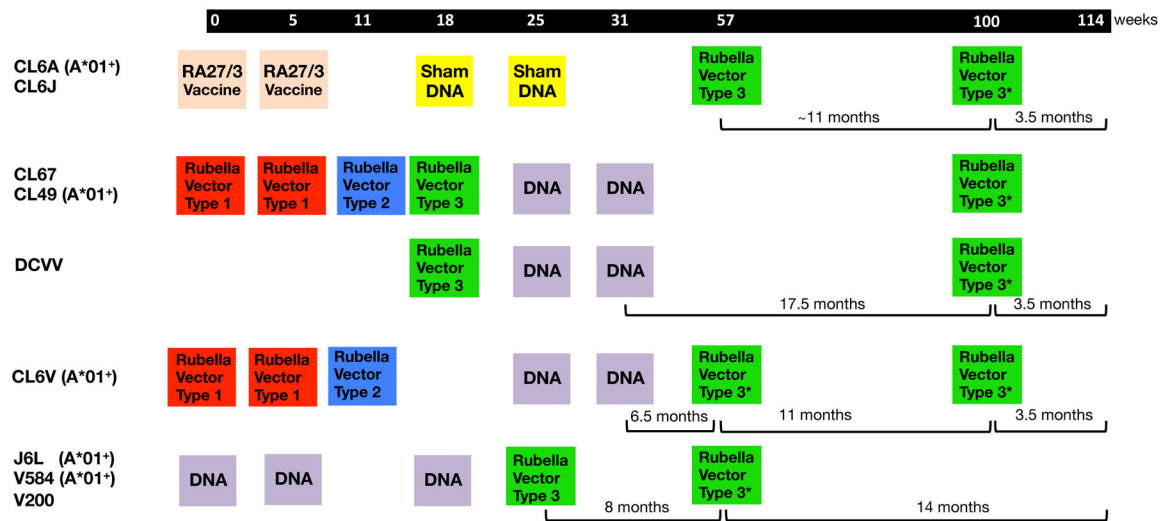 0 5 11 18 25 31 57 100 114 weeks
CL6A (A*01+)
CL6J
RA27/3
Vaccine
RA27/3
Vaccine
Sham
DNA
Sham
DNA
Rubella
Vector
Type 3
Rubella
Vector
Type 3*
~11 months
3.5 months
CL67
CL49 (A*01+)
Rubella
Vector
Type 1
Rubella
Vector
Type 1
Rubella
Vector
Type 2
Rubella
Vector
Type 3
DNA
DNA
Rubella
Vector
Type 3*
DCVV
Rubella
Vector
Type 3
DNA
DNA
Rubella
Vector
Type 3*
17.5 months
3.5 months
CL6V (A*01+)
Rubella
Vector
Type 1
Rubella
Vector
Type 1
Rubella
Vector
Type 2
DNA
DNA
Rubella
Vector
Type 3*
Rubella
Vector
Type 3*
6.5 months
11 months
3.5 months
J6L (A*01+)
V584 (A*01+)
V200
DNA
DNA
DNA
Rubella
Vector
Type 3
Rubella
Vector
Type 3*
8 months
14 months